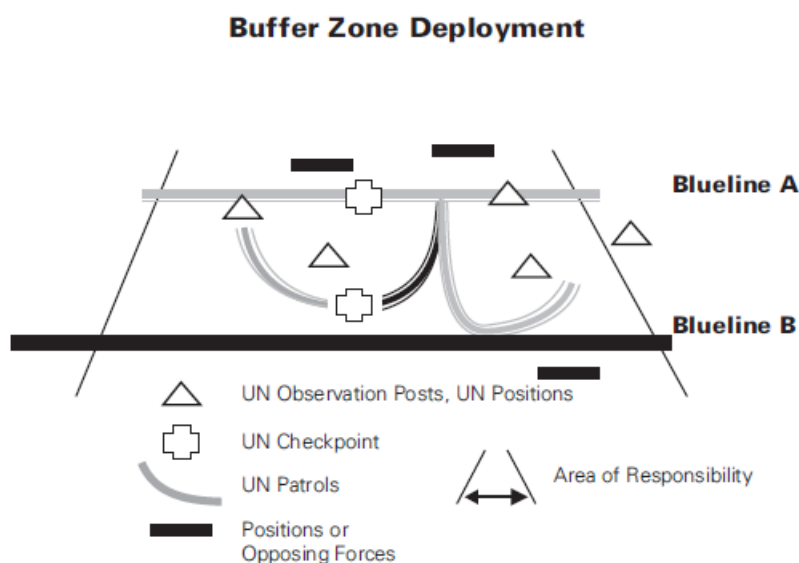 Buffer Zone Deployment
Blueline A
Blueline B
UN Observation Posts, UN Positions
UN Checkpoint
UN Patrols
Area of Responsibility
Positions or
Opposing Forces